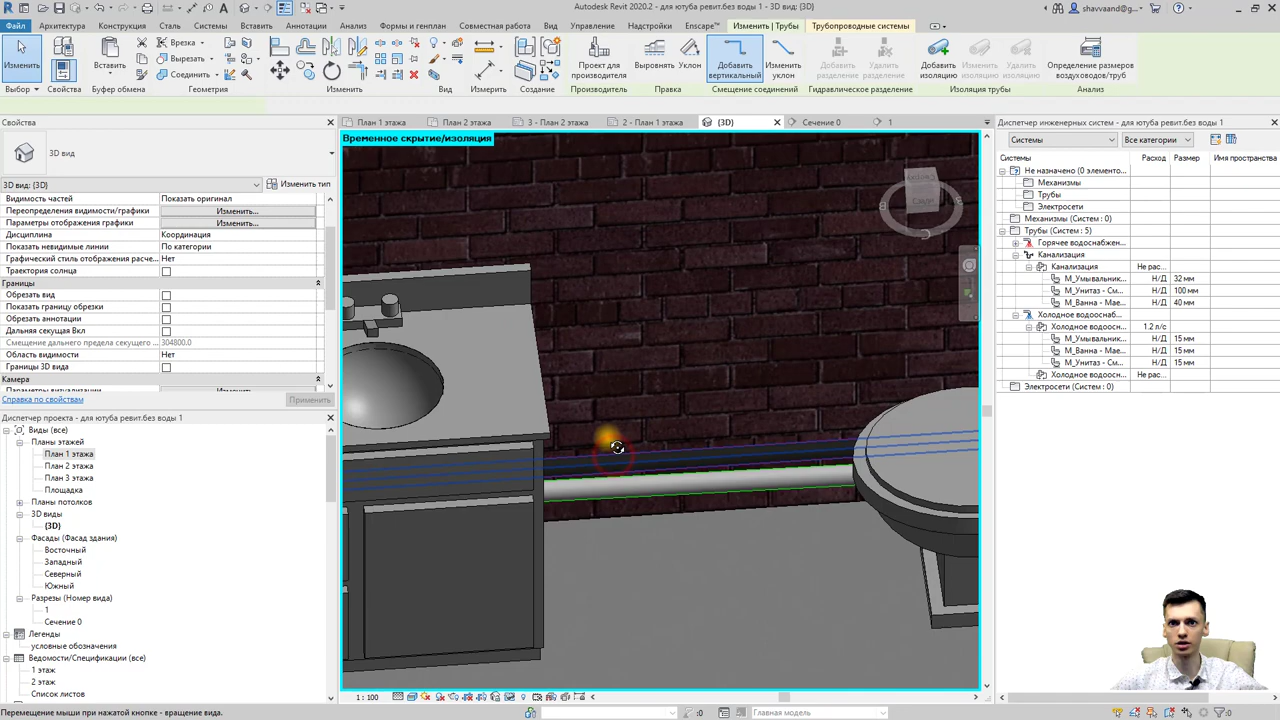 Autodesk Revit 2020.2 - для ютуба ревит.без воды 1 - 3D вид: {3D}
shavvaand@g...
Файл Архитектура Конструкция Сталь Системы Вставить Аннотации Анализ Формы и генплан Совместная работа Вид Управление Надстройки Enscape™ Изменить | Трубы Трубопроводные системы
Изменить
Свойства
Вставить
Врезка
Вырезать
Соединить
Проект для производителя
Выровнять
Уклон
Добавить вертикальный
Изменить уклон
Добавить разделение
Удалить разделение
Добавить изоляцию
Изменить изоляцию
Удалить изоляцию
Определение размеров воздуховодов/труб
Выбор Свойства Буфер обмена Геометрия Изменить Вид Измерить Создание Производитель Правка Смещение соединений Гидравлическое разделение Изоляция трубы Анализ
Свойства
План 1 этажа План 2 этажа 3 - План 2 этажа 2 - План 1 этажа {3D} Сечение 0 1
Диспетчер инженерных систем - для ютуба ревит.без воды 1
Временное скрытие/изоляция
3D вид
3D вид: {3D} Изменить тип
Видимость частей Показать оригинал
Переопределения видимости/графики Изменить...
Параметры отображения графики Изменить...
Дисциплина Координация
Показать невидимые линии По категории
Графический стиль отображения расче... Нет
Траектория солнца
Границы
Обрезать вид
Показать границу обрезки
Обрезать аннотации
Дальняя секущая Вкл
Смещение дальнего предела секущего ... 304800.0
Область видимости Нет
Границы 3D вида
Камера
Параметры визуализации Изменить...
Справка по свойствам Применить
Диспетчер проекта - для ютуба ревит.без воды 1
Виды (все)
Планы этажей
План 1 этажа
План 2 этажа
План 3 этажа
Площадка
Планы потолков
3D виды
{3D}
Фасады (Фасад здания)
Восточный
Западный
Северный
Южный
Разрезы (Номер вида)
1
Сечение 0
Легенды
условные обозначения
Ведомости/Спецификации (все)
1 этаж
2 этаж
Список листов
Системы Все категории
Системы Расход Размер Имя пространства
Не назначено (0 элементо...
Механизмы
Трубы
Электросети
Механизмы (Систем : 0)
Трубы (Систем : 5)
Горячее водоснабжен...
Канализация
Канализация Не рас...
М_Умывальник... Н/Д 32 мм
М_Унитаз - См... Н/Д 100 мм
М_Ванна - Мае... Н/Д 40 мм
Холодное водоснаб...
Холодное водоосн... 1.2 л/с
М_Умывальник... Н/Д 15 мм
М_Ванна - Мае... Н/Д 15 мм
М_Унитаз - См... Н/Д 15 мм
Холодное водоосн... Не рас...
Электросети (Систем : 0)
1 : 100
Перемещение мыши при нажатой кнопке - вращение вида.
:0 Главная модель :0